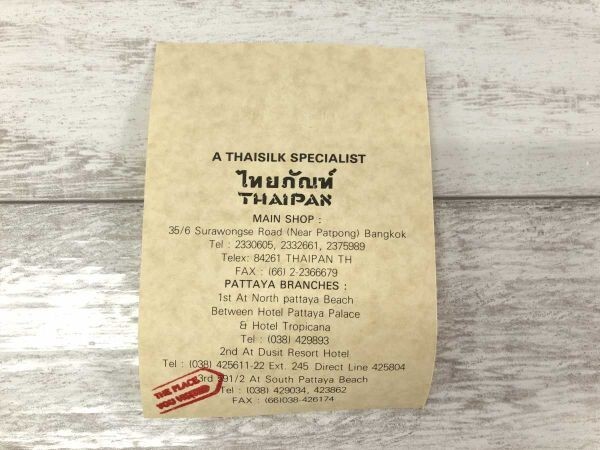 A THAISILK SPECIALIST
ไทยภัณฑ์
THAIPAN
MAIN SHOP :
35/6 Surawongse Road (Near Patpong) Bangkok
Tel : 2330605, 2332661, 2375989
Telex: 84261 THAIPAN TH
FAX : (66) 2-2366679
PATTAYA BRANCHES :
1st At North pattaya Beach
Between Hotel Pattaya Palace
& Hotel Tropicana
Tel : (038) 429893
2nd At Dusit Resort Hotel
Tel : (038) 425611-22 Ext. 245 Direct Line 425804
3rd 391/2 At South Pattaya Beach
Tel : (038) 429034, 423862
FAX : (66)038-426174
THE PLACE
YOU VISITED